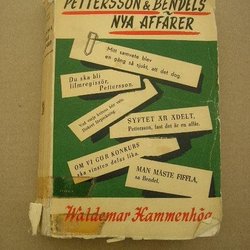 PETTERSSON & BENDELS
NYA AFFÄRER
Mitt samvete blev
en gång så sjukt, att det dog.
Du ska bli
filmregissör,
Pettersson.
SYFTET ÄR ÄDELT,
Pettersson, fast det är en affär.
OM VI GÖR KONKURS
ska vinsten delas lika.
MAN MÅSTE FIFFLA,
sa Bendel.
Waldemar Hammenhög